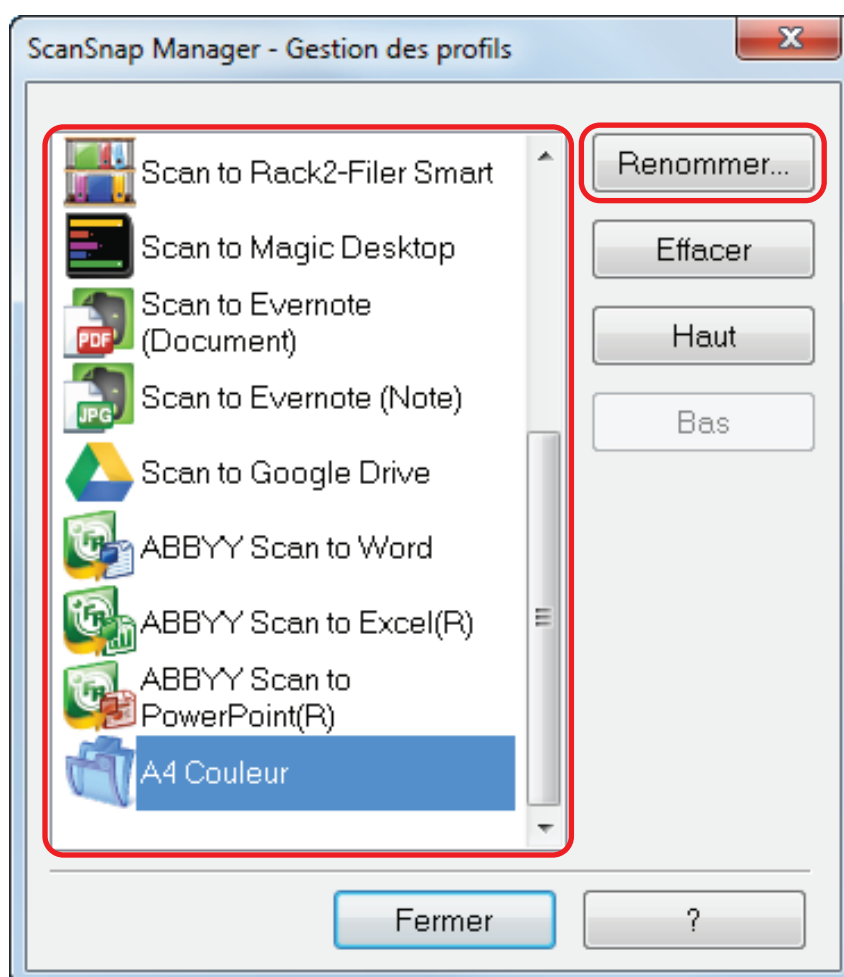 ScanSnap Manager - Gestion des profils
Scan to Rack2-Filer Smart
Scan to Magic Desktop
Scan to Evernote
(Document)
PDF
Scan to Evernote (Note)
JPG
Scan to Google Drive
ABBYY Scan to Word
ABBYY Scan to Excel(R)
ABBYY Scan to
PowerPoint(R)
A4 Couleur
Renommer...
Effacer
Haut
Bas
Fermer
?